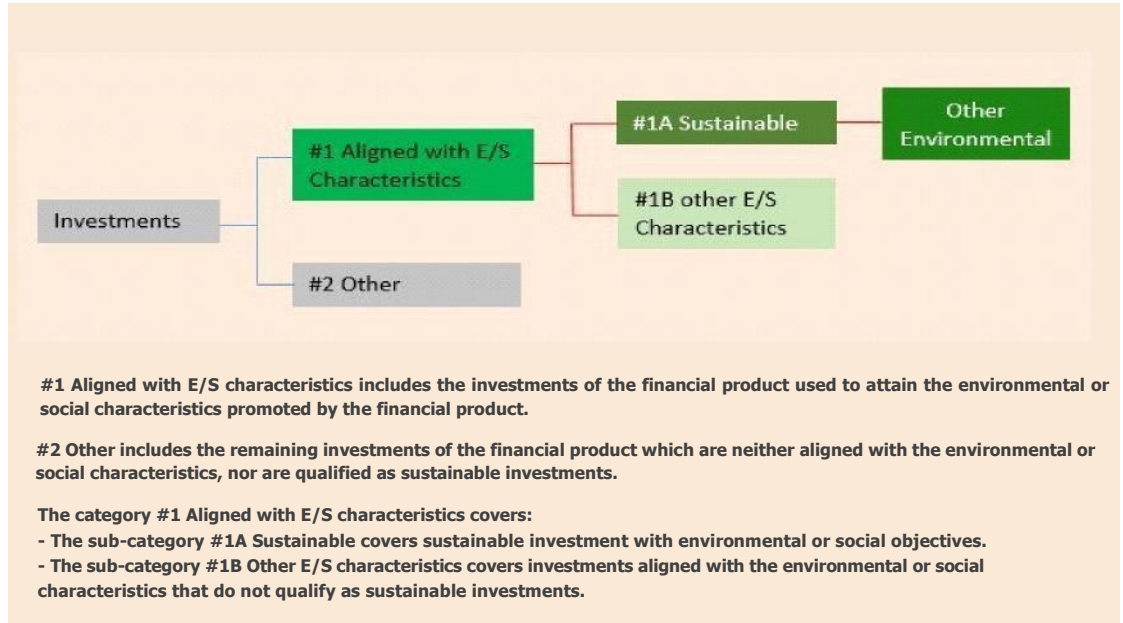 Investments
#1 Aligned with E/S
Characteristics
#2 Other
#1A Sustainable
#1B other E/S
Characteristics
Other
Environmental
#1 Aligned with E/S characteristics includes the investments of the financial product used to attain the environmental or
social characteristics promoted by the financial product.
#2 Other includes the remaining investments of the financial product which are neither aligned with the environmental or
social characteristics, nor are qualified as sustainable investments.
The category #1 Aligned with E/S characteristics covers:
- The sub-category #1A Sustainable covers sustainable investment with environmental or social objectives.
- The sub-category #1B Other E/S characteristics covers investments aligned with the environmental or social
characteristics that do not qualify as sustainable investments.